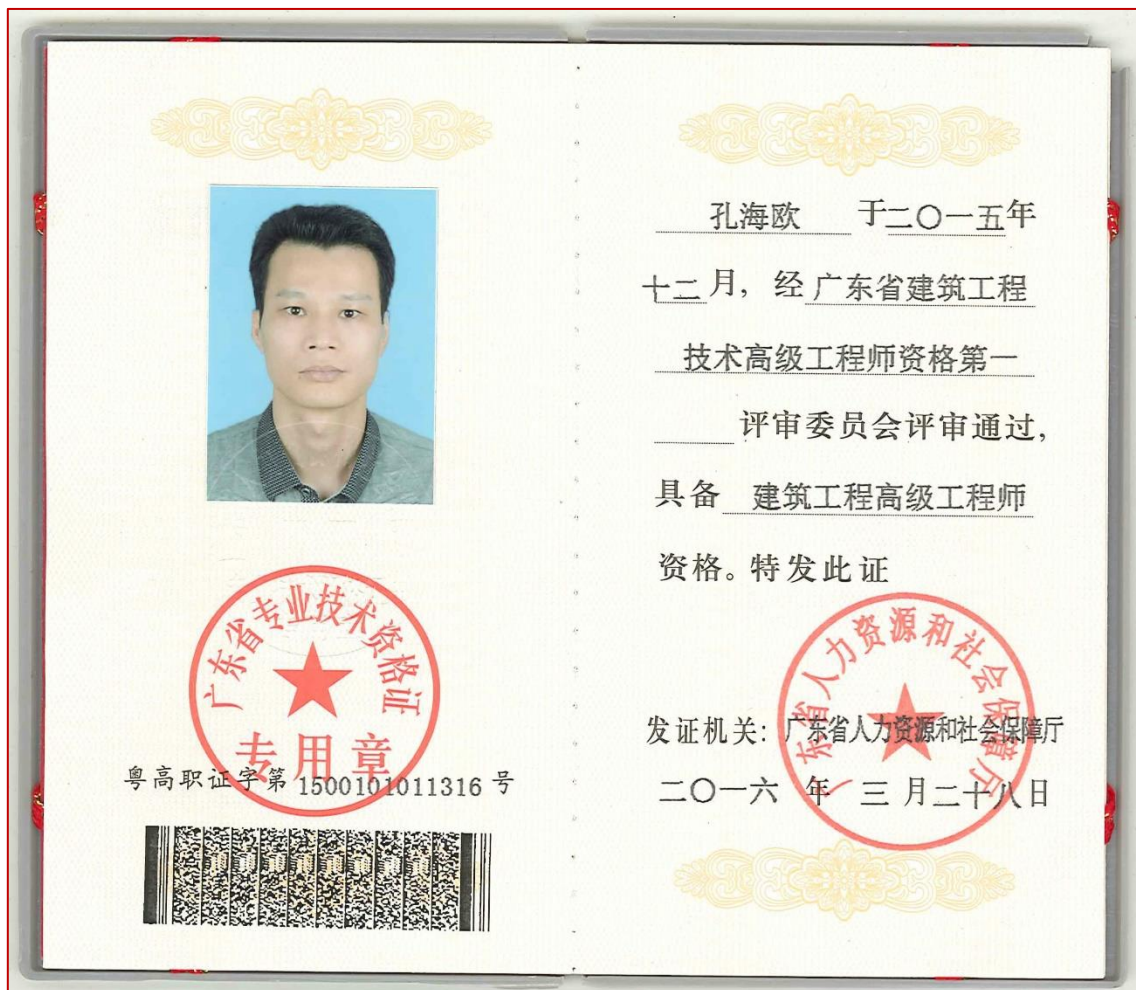 广东省专业技术资格证
专用章
粤高职证字第 1500101011316 号
孔海欧 于二〇一五年
十二月，经广东省建筑工程
技术高级工程师资格第一
评审委员会评审通过，
具备 建筑工程高级工程师
资格。特发此证
广东省人力资源和社会保障厅
发证机关：广东省人力资源和社会保障厅
二〇一六 年 三 月二十八日